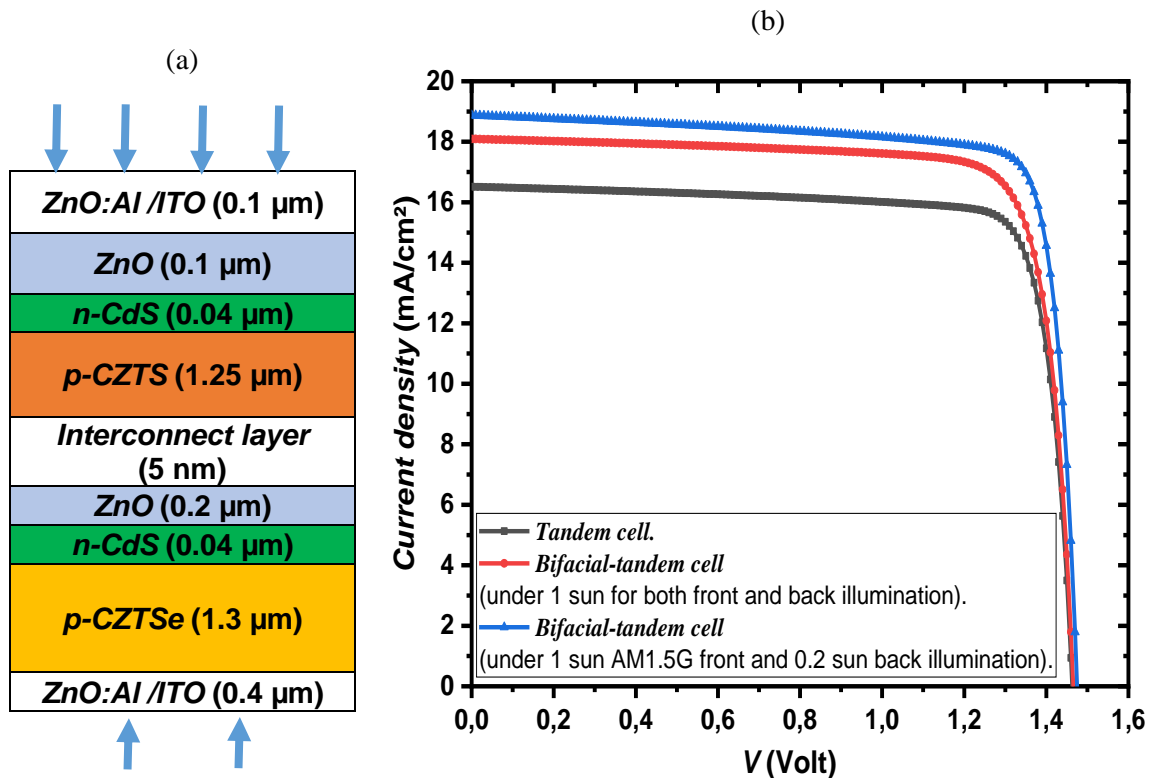 (a)
ZnO:Al /ITO (0.1 µm)
ZnO (0.1 µm)
n-CdS (0.04 µm)
p-CZTS (1.25 µm)
Interconnect layer
(5 nm)
ZnO (0.2 µm)
n-CdS (0.04 µm)
p-CZTSe (1.3 µm)
ZnO:Al /ITO (0.4 µm)
(b)
Current density (mA/cm²)
20
18
16
14
12
10
8
6
4
2
0
Tandem cell.
Bifacial-tandem cell
(under 1 sun for both front and back illumination).
Bifacial-tandem cell
(under 1 sun AM1.5G front and 0.2 sun back illumination).
0,0 0,2 0,4 0,6 0,8 1,0 1,2 1,4 1,6
V (Volt)